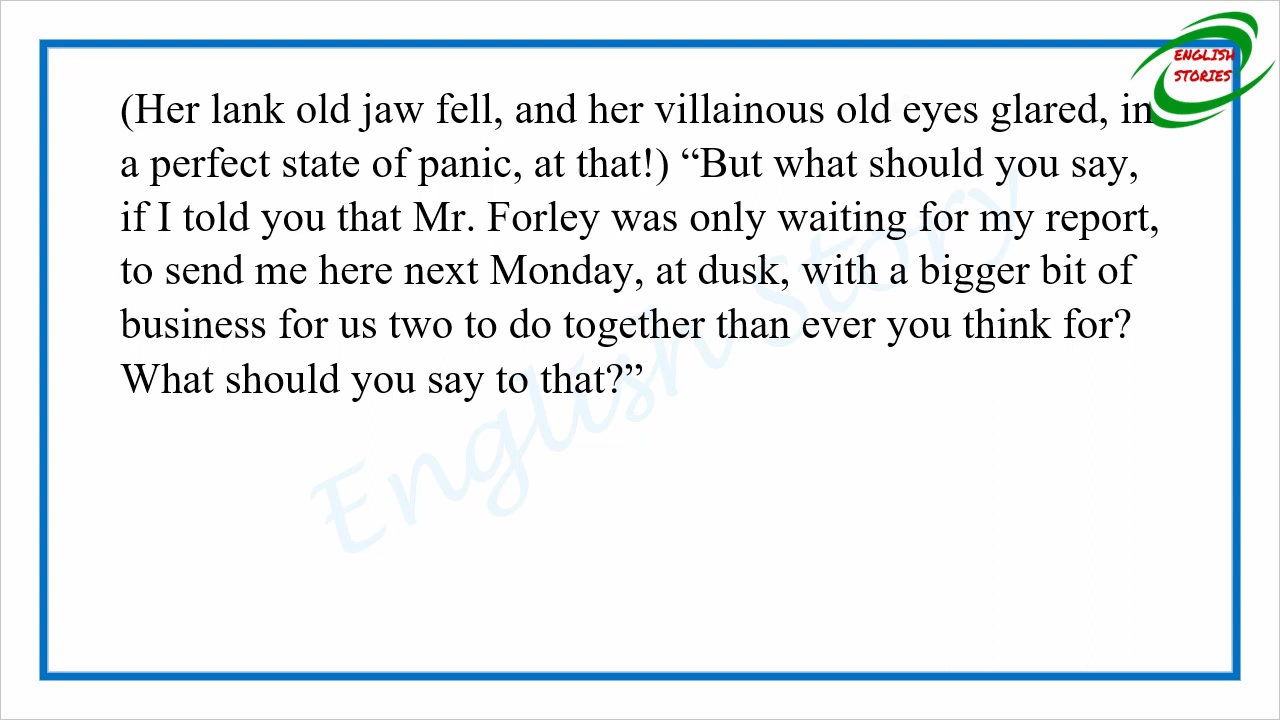 ENGLISH
STORIES
(Her lank old jaw fell, and her villainous old eyes glared, in
a perfect state of panic, at that!) “But what should you say,
if I told you that Mr. Forley was only waiting for my report,
to send me here next Monday, at dusk, with a bigger bit of
business for us two to do together than ever you think for?
What should you say to that?”
English Story